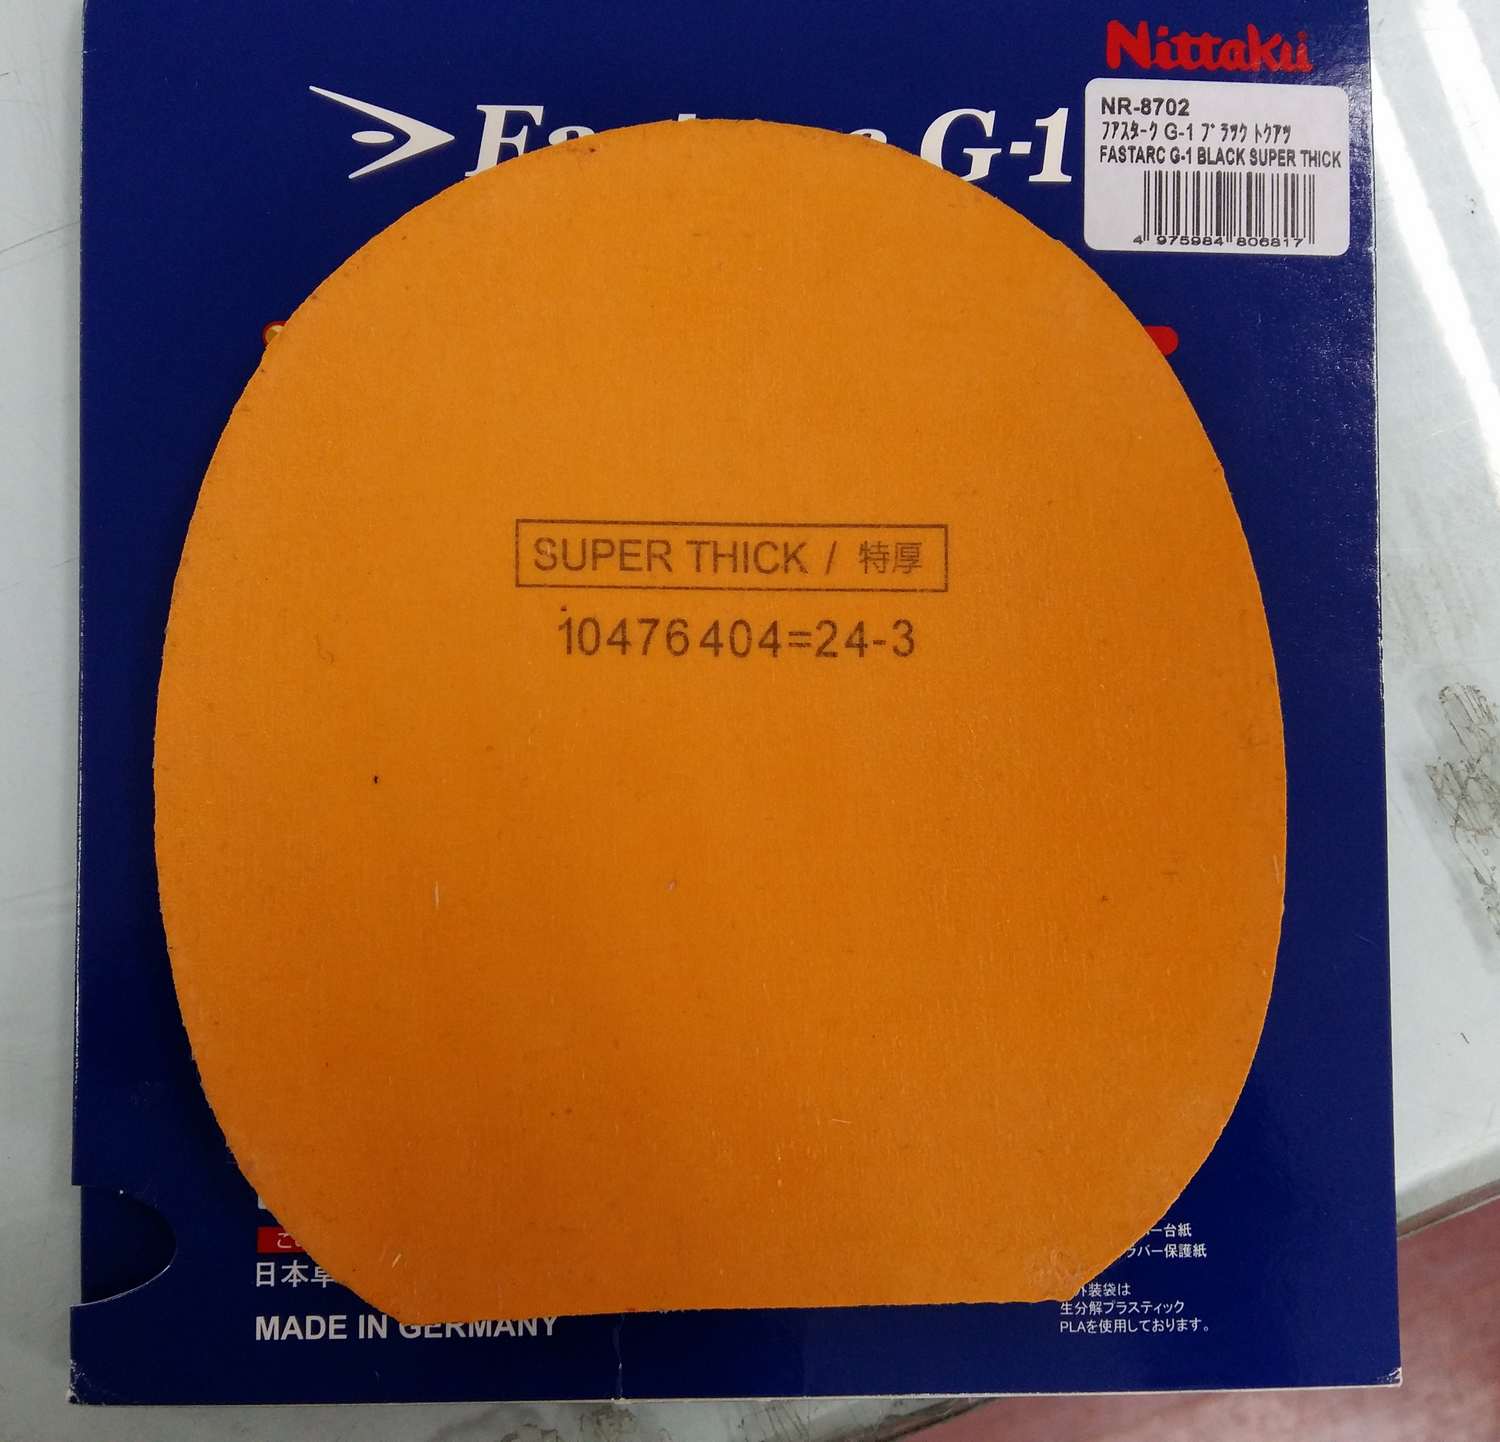 Nittaku
G-1
NR-8702
ﾌｱｽﾀｰｸ G-1 ﾌﾞﾗﾂｸ ﾄｸｱﾂ
FASTARC G-1 BLACK SUPER THICK
4 975984 806817
SUPER THICK / 特厚
10476404=24-3
日本卓
MADE IN GERMANY
ー台紙
ラバー保護紙
外装袋は
生分解プラスティック
PLAを使用しております。